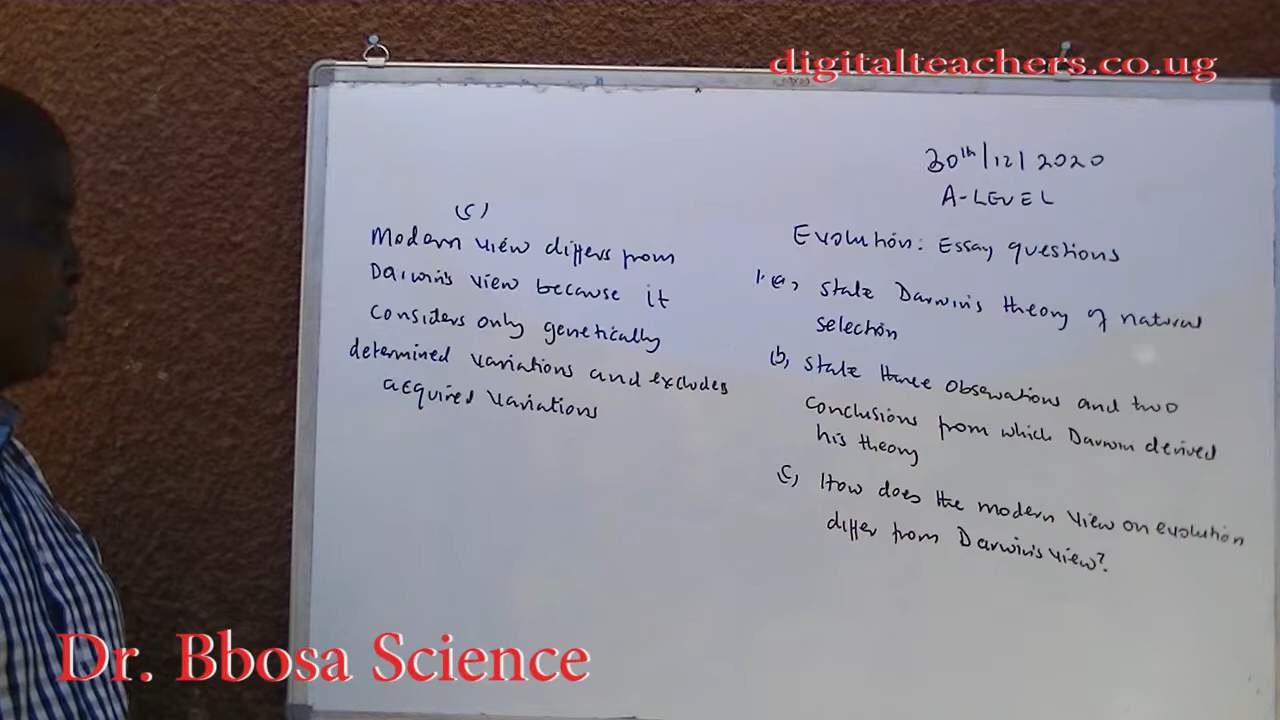 digitalteachers.co.ug
30th/12/2020
A-LEVEL
Evolution: Essay questions
1.(a), State Darwin's theory of natural
selection
(b), State three observations and two
conclusions from which Darwin derived
his theory
(c), How does the modern view on evolution
differ from Darwin's view?
(c)
Modern view differs from
Darwin's view because it
considers only genetically
determined variations and excludes
acquired variations
Dr. Bbosa Science